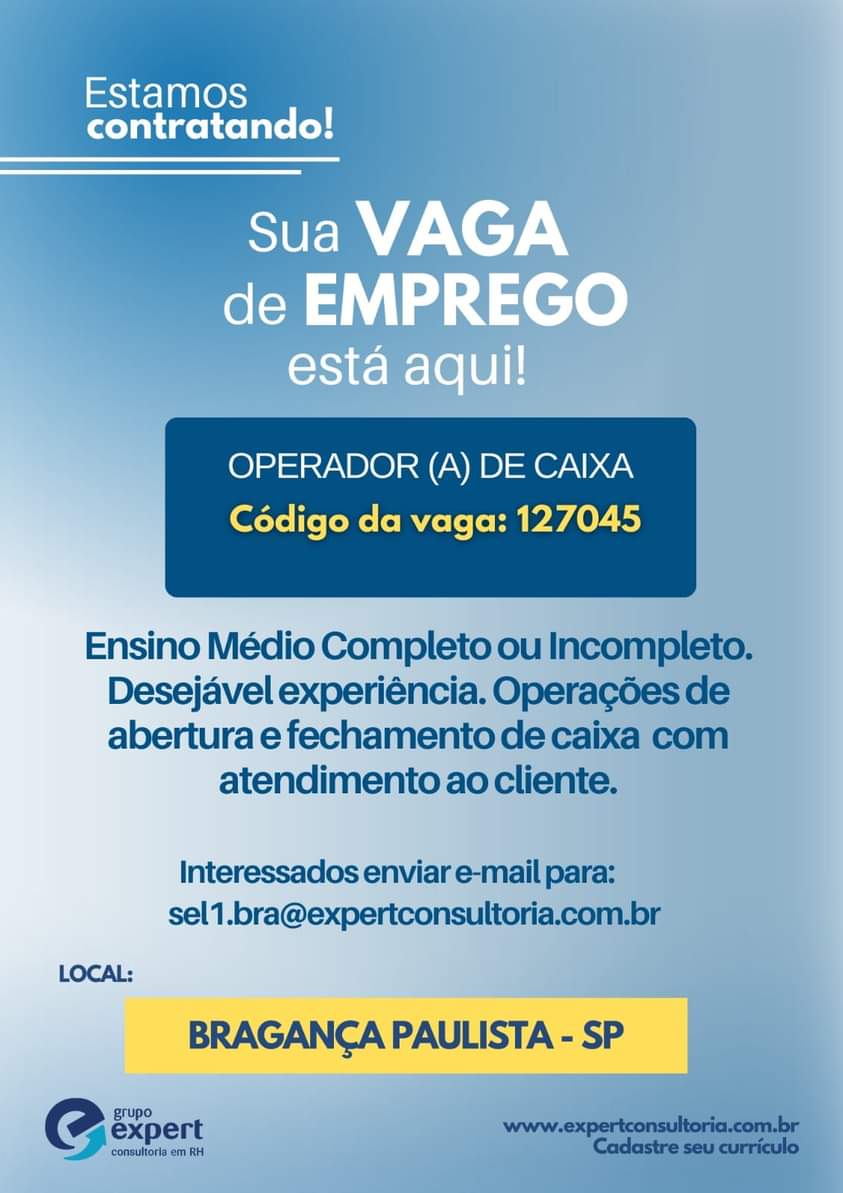 Estamos
contratando!
Sua VAGA
de EMPREGO
está aqui!
OPERADOR (A) DE CAIXA
Código da vaga: 127045
Ensino Médio Completo ou Incompleto.
Desejável experiência. Operações de
abertura e fechamento de caixa com
atendimento ao cliente.
Interessados enviar e-mail para:
sel1.bra@expertconsultoria.com.br
LOCAL:
BRAGANÇA PAULISTA - SP
grupo
expert
consultoria em RH
www.expertconsultoria.com.br
Cadastre seu currículo